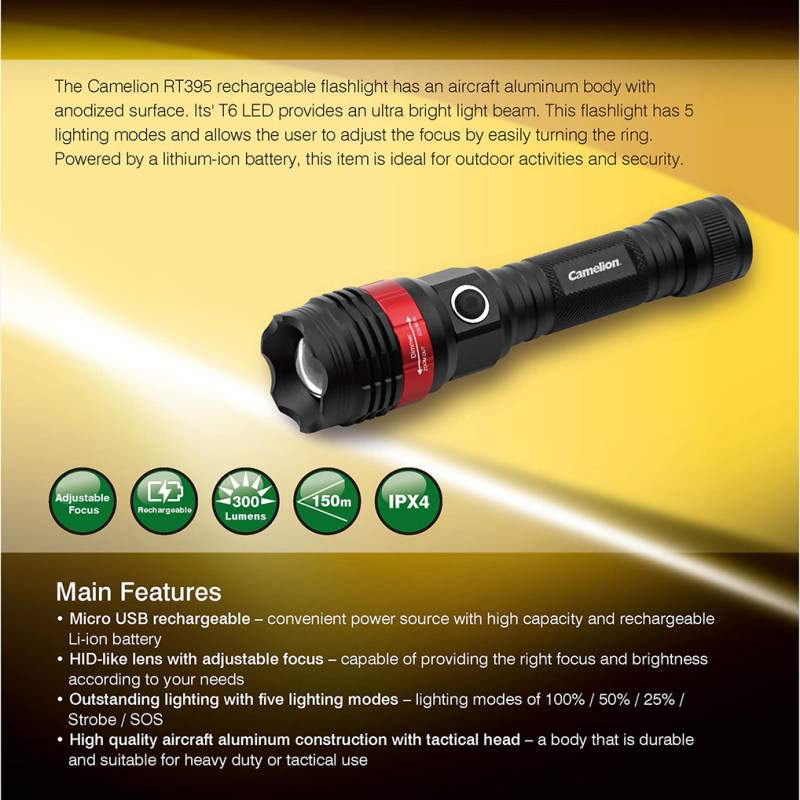 The Camelion RT395 rechargeable flashlight has an aircraft aluminum body with
anodized surface. Its' T6 LED provides an ultra bright light beam. This flashlight has 5
lighting modes and allows the user to adjust the focus by easily turning the ring.
Powered by a lithium-ion battery, this item is ideal for outdoor activities and security.
Camelion®
Dimmer
ZOOM OUT
Adjustable
Focus
Rechargeable
300
Lumens
150m
IPX4
Main Features
• Micro USB rechargeable – convenient power source with high capacity and rechargeable
Li-ion battery
• HID-like lens with adjustable focus – capable of providing the right focus and brightness
according to your needs
• Outstanding lighting with five lighting modes – lighting modes of 100% / 50% / 25% /
Strobe / SOS
• High quality aircraft aluminum construction with tactical head – a body that is durable
and suitable for heavy duty or tactical use